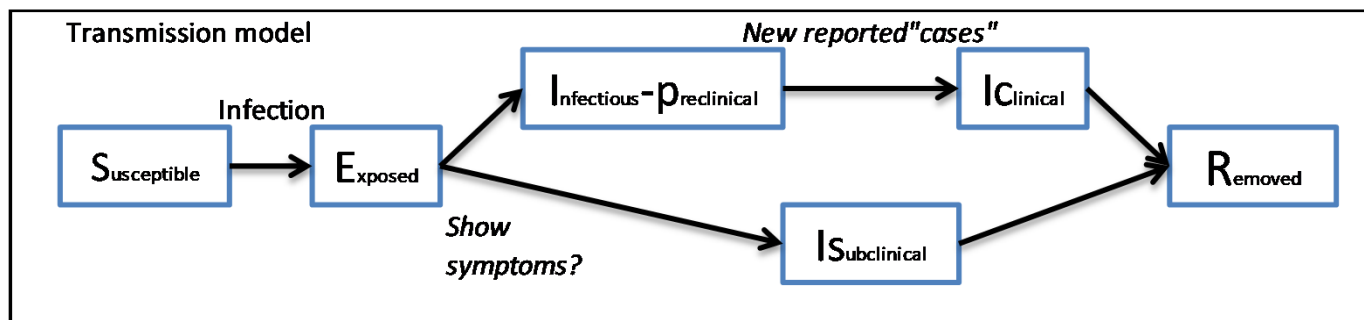 Transmission model
New reported"cases"
Infectious-preclinical
IClinical
Infection
Susceptible
Exposed
Removed
Show
symptoms?
ISubclinical